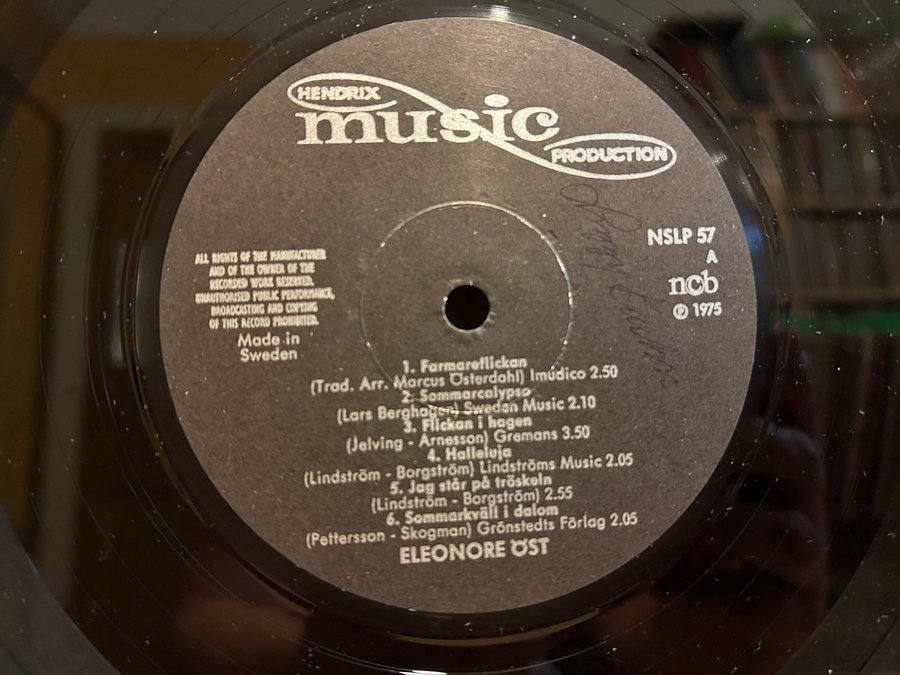 HENDRIX
music
PRODUCTION
NSLP 57
A
ncb
℗ 1975
ALL RIGHTS OF THE MANUFACTURER
AND OF THE OWNER OF THE
RECORDED WORK RESERVED.
UNAUTHORISED PUBLIC PERFORMANCE,
BROADCASTING AND COPYING
OF THIS RECORD PROHIBITED.
Made in
Sweden
1. Farmareflickan
(Trad. Arr. Marcus Österdahl) Imudico 2.50
2. Sommarcalypso
(Lars Berghagen) Sweden Music 2.10
3. Flickan i hagen
(Jelving - Arnesson) Gremans 3.50
4. Halleluja
(Lindström - Borgström) Lindströms Music 2.05
5. Jag står på tröskeln
(Lindström - Borgström) 2.55
6. Sommarkväll i dalom
(Pettersson - Skogman) Grönstedts Förlag 2.05
ELEONORE ÖST